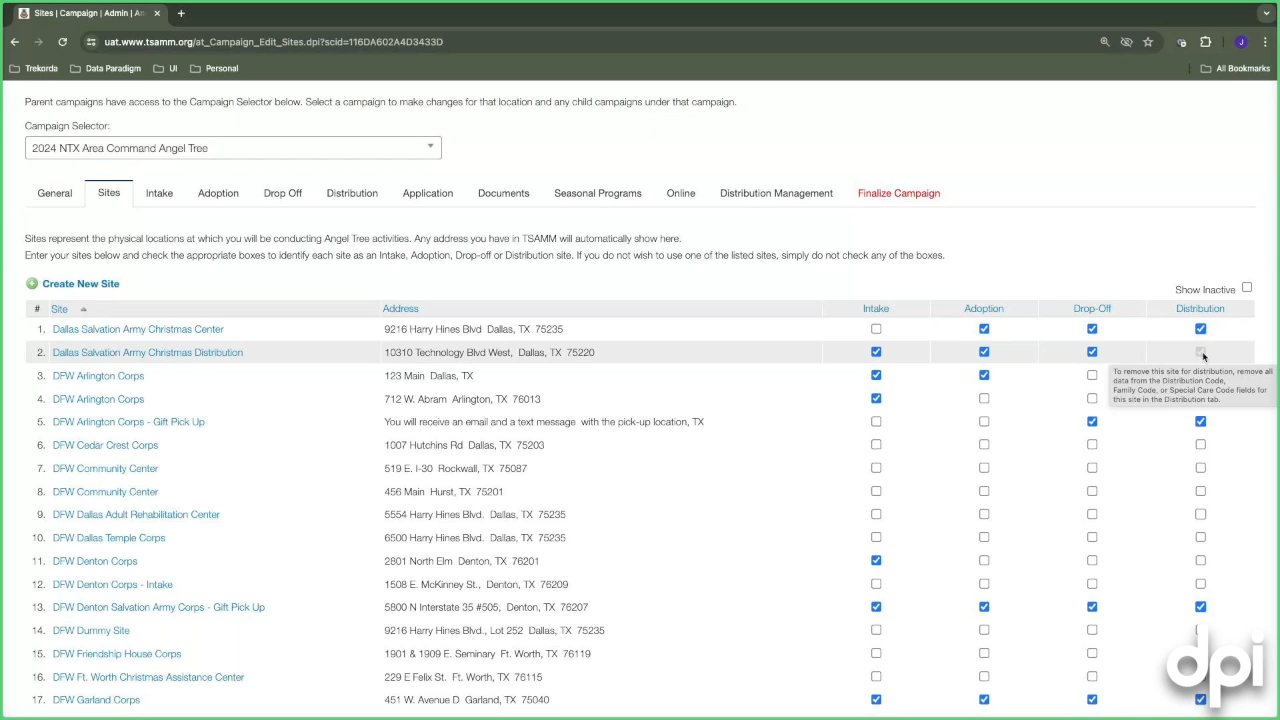 Sites | Campaign | Admin | An
uat.www.tsamm.org/at_Campaign_Edit_Sites.dpi?scid=116DA602A4D3433D
J
Trekorda Data Paradigm UI Personal All Bookmarks
Parent campaigns have access to the Campaign Selector below. Select a campaign to make changes for that location and any child campaigns under that campaign.
Campaign Selector:
2024 NTX Area Command Angel Tree
General Sites Intake Adoption Drop Off Distribution Application Documents Seasonal Programs Online Distribution Management Finalize Campaign
Sites represent the physical locations at which you will be conducting Angel Tree activities. Any address you have in TSAMM will automatically show here.
Enter your sites below and check the appropriate boxes to identify each site as an Intake, Adoption, Drop-off or Distribution site. If you do not wish to use one of the listed sites, simply do not check any of the boxes.
Create New Site
Show Inactive
# Site Address Intake Adoption Drop-Off Distribution
1. Dallas Salvation Army Christmas Center 9216 Harry Hines Blvd Dallas, TX 75235
2. Dallas Salvation Army Christmas Distribution 10310 Technology Blvd West, Dallas, TX 75220
To remove this site for distribution, remove all
data from the Distribution Code,
Family Code, or Special Care Code fields for
this site in the Distribution tab.
3. DFW Arlington Corps 123 Main Dallas, TX
4. DFW Arlington Corps 712 W. Abram Arlington, TX 76013
5. DFW Arlington Corps - Gift Pick Up You will receive an email and a text message with the pick-up location, TX
6. DFW Cedar Crest Corps 1007 Hutchins Rd Dallas, TX 75203
7. DFW Community Center 519 E. I-30 Rockwall, TX 75087
8. DFW Community Center 456 Main Hurst, TX 75201
9. DFW Dallas Adult Rehabilitation Center 5554 Harry Hines Blvd. Dallas, TX 75235
10. DFW Dallas Temple Corps 6500 Harry Hines Blvd. Dallas, TX 75235
11. DFW Denton Corps 2801 North Elm Denton, TX 76201
12. DFW Denton Corps - Intake 1508 E. McKinney St., Denton, TX 76209
13. DFW Denton Salvation Army Corps - Gift Pick Up 5800 N Interstate 35 #505, Denton, TX 76207
14. DFW Dummy Site 9216 Harry Hines Blvd., Lot 252 Dallas, TX 75235
15. DFW Friendship House Corps 1901 & 1909 E. Seminary Ft. Worth, TX 76119
16. DFW Ft. Worth Christmas Assistance Center 229 E Felix St. Ft. Worth, TX 76115
17. DFW Garland Corps 451 W. Avenue D Garland, TX 75040
dpi